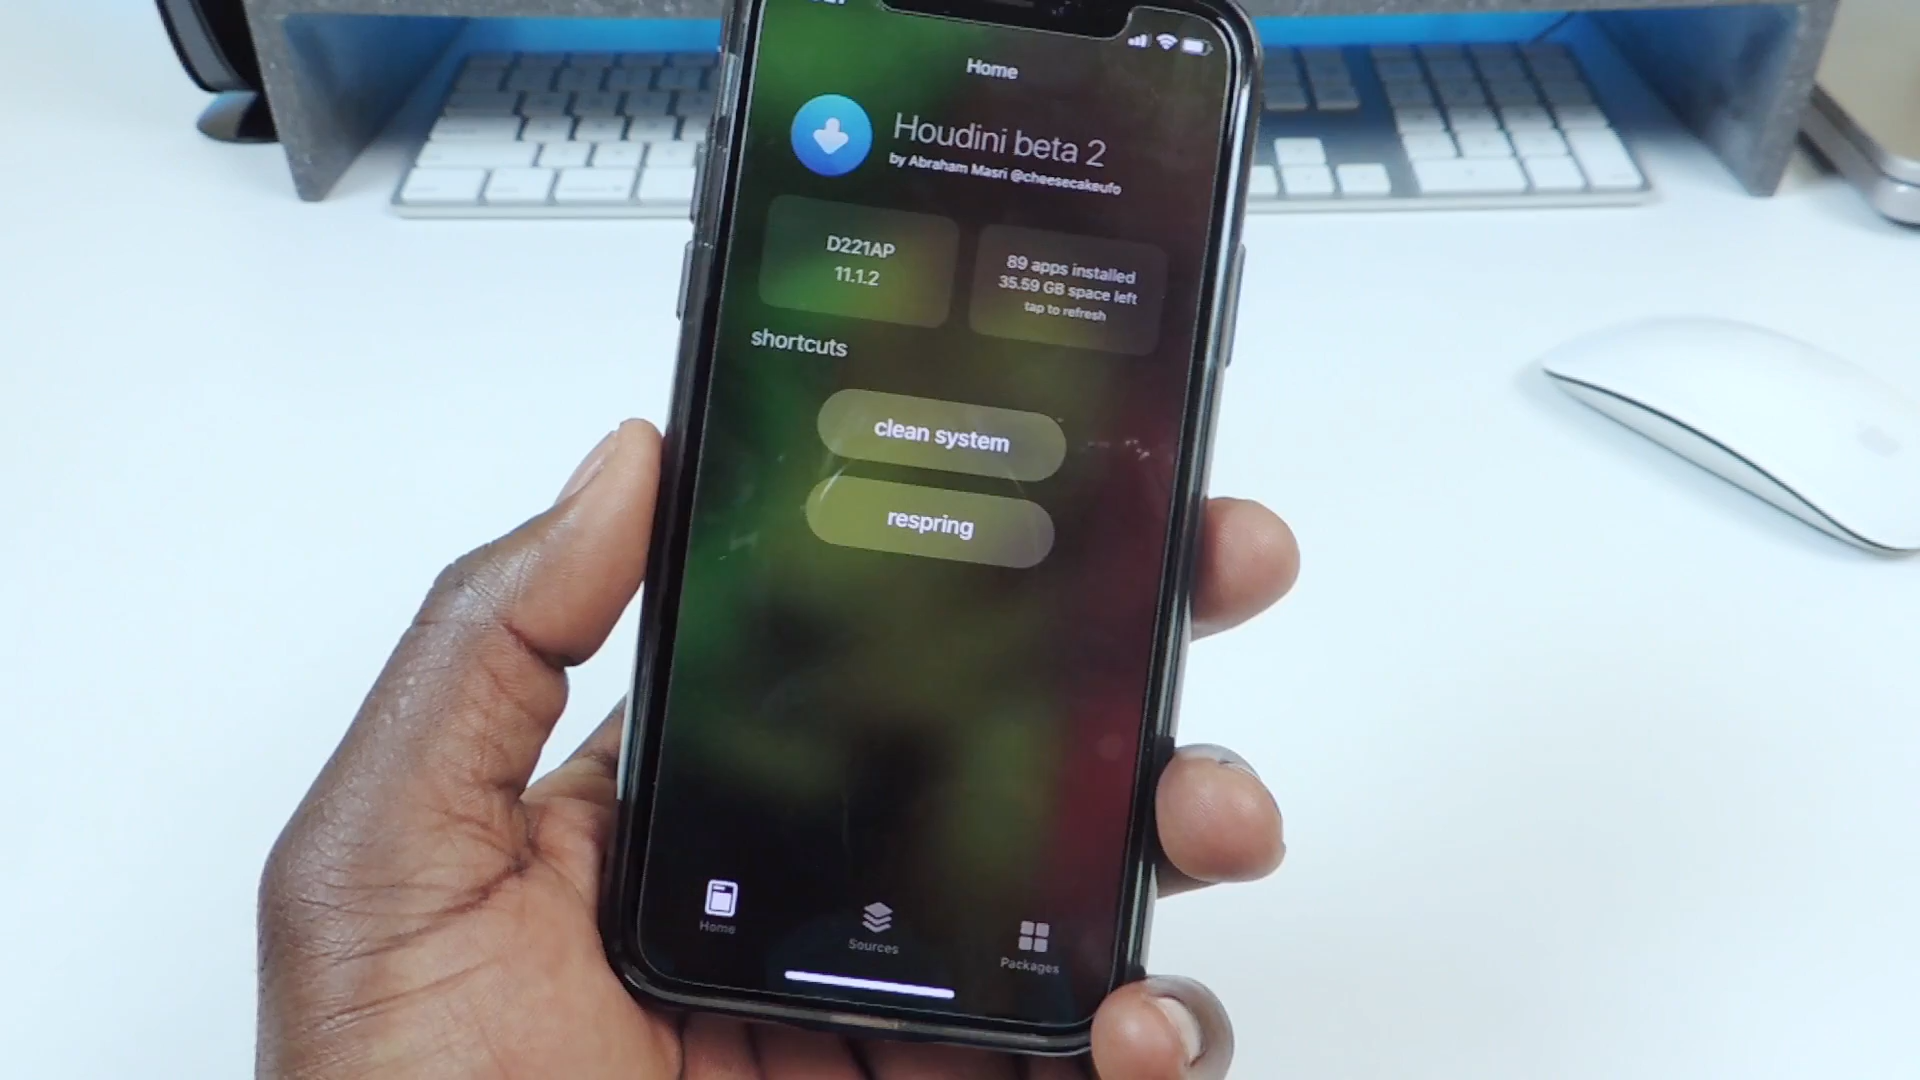 Home
Houdini beta 2
by Abraham Masri @cheesecakeufo
D221AP
11.1.2
89 apps installed
35.59 GB space left
tap to refresh
shortcuts
clean system
respring
Home
Sources
Packages